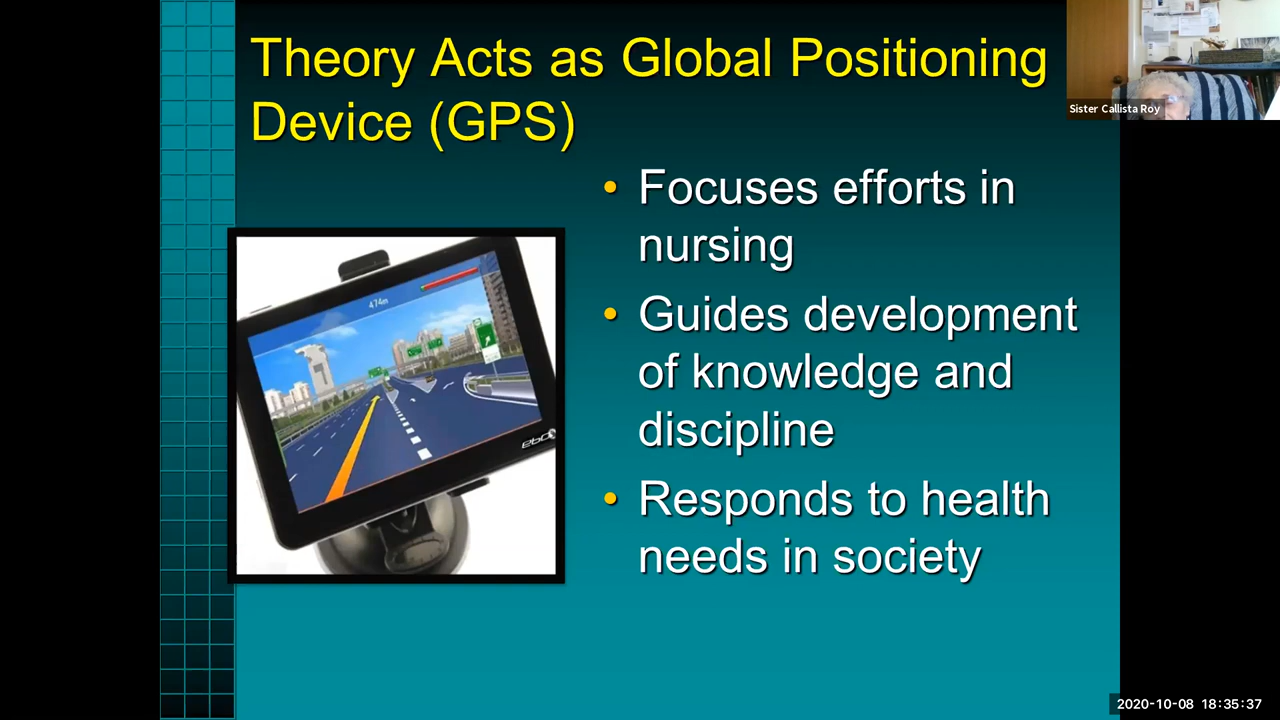 Theory Acts as Global Positioning
Device (GPS)
Sister Callista Roy
• Focuses efforts in
nursing
• Guides development
of knowledge and
discipline
• Responds to health
needs in society
474m
2020-10-08 18:35:37